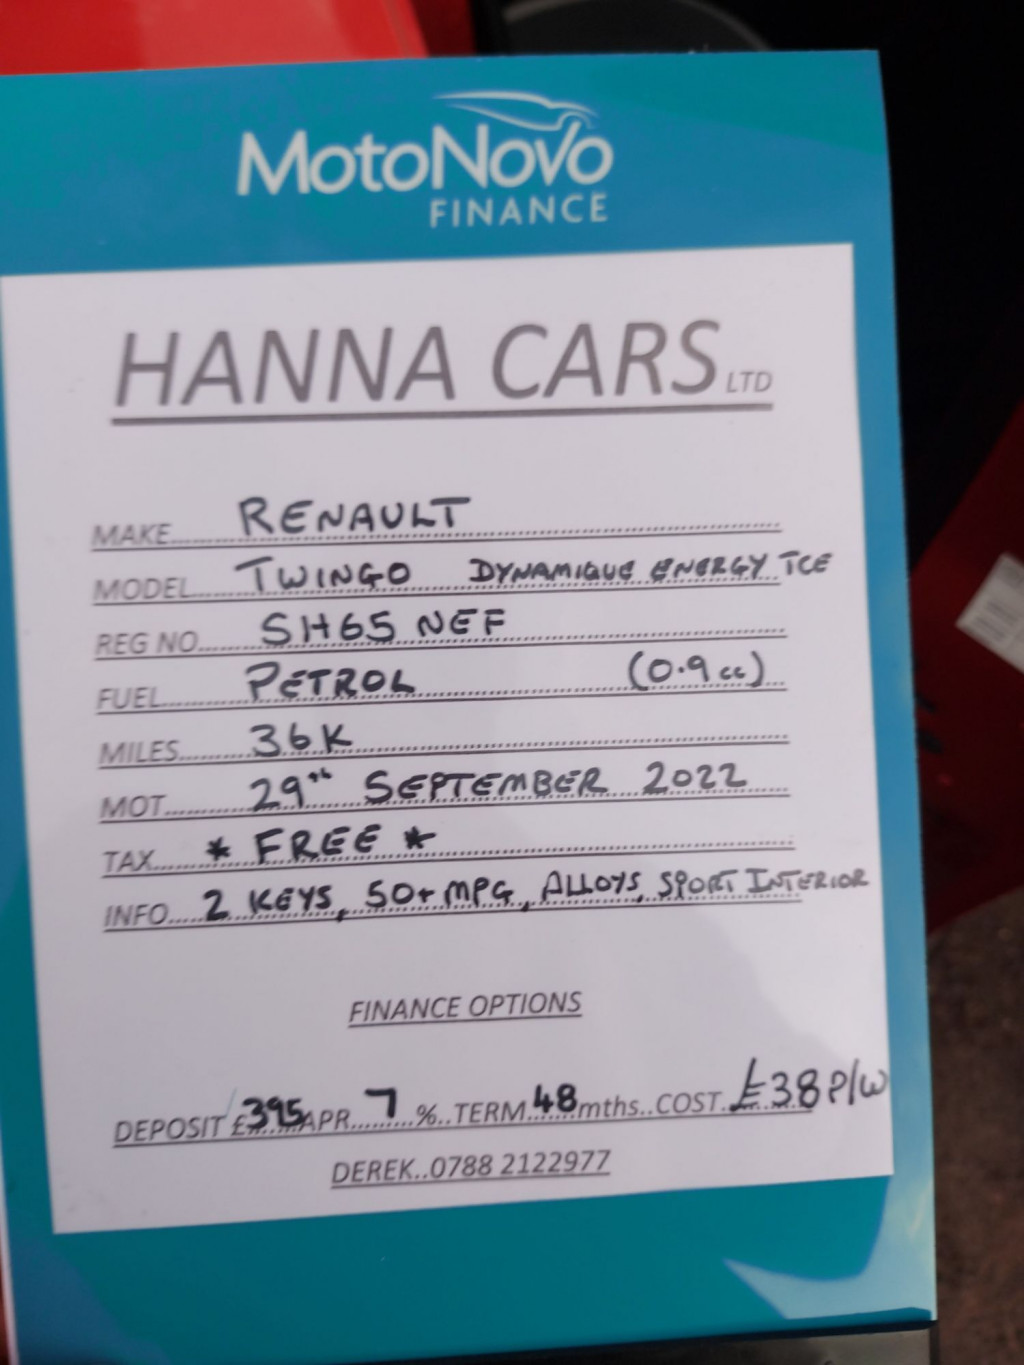 MotoNovo
FINANCE
HANNA CARS LTD
MAKE RENAULT
MODEL TWINGO DYNAMIQUE ENERGY TCE
REG NO SH65 NEF
FUEL PETROL (0.9cc)
MILES 36K
MOT 29th SEPTEMBER 2022
TAX * FREE *
INFO 2 KEYS, 50+ MPG, ALLOYS, SPORT INTERIOR
FINANCE OPTIONS
DEPOSIT £395 APR 7 %..TERM 48 mths..COST £38 P/W
DEREK..0788 2122977